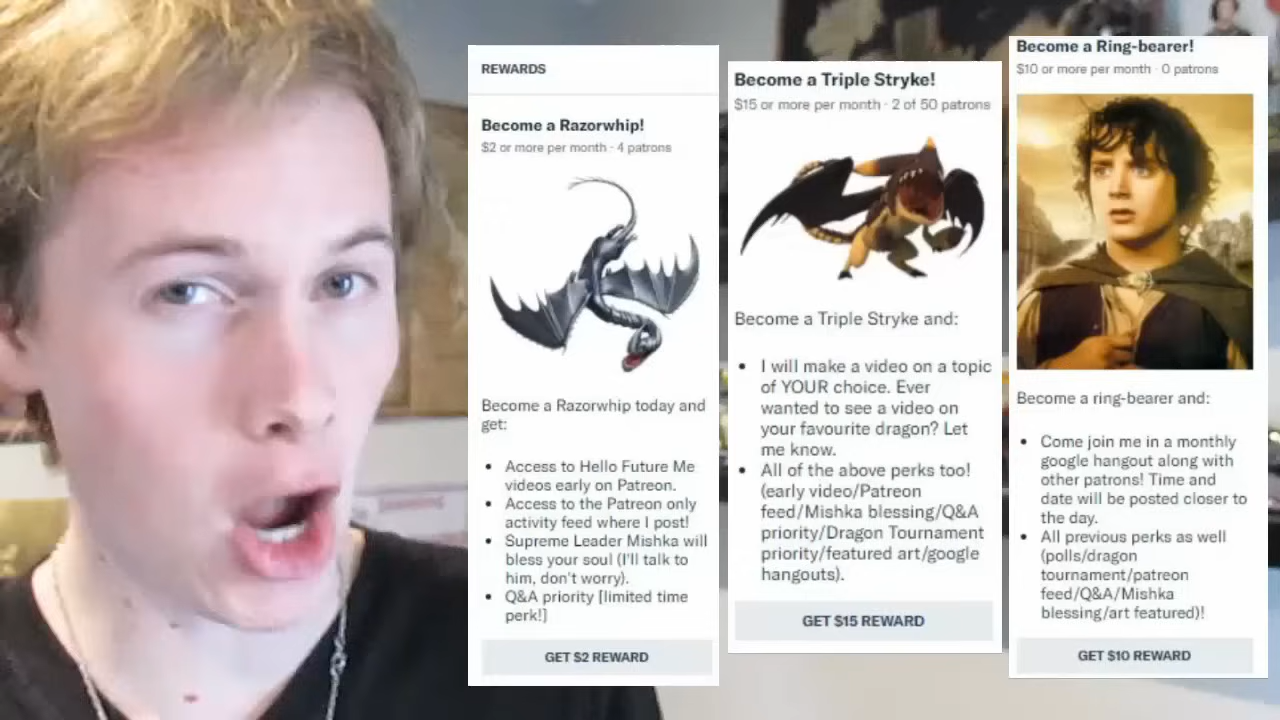 REWARDS
Become a Razorwhip!
$2 or more per month · 4 patrons
Become a Razorwhip today and
get:
• Access to Hello Future Me
videos early on Patreon.
• Access to the Patreon only
activity feed where I post!
• Supreme Leader Mishka will
bless your soul (I'll talk to
him, don't worry).
• Q&A priority [limited time
perk!]
GET $2 REWARD
Become a Triple Stryke!
$15 or more per month · 2 of 50 patrons
Become a Triple Stryke and:
• I will make a video on a topic
of YOUR choice. Ever
wanted to see a video on
your favourite dragon? Let
me know.
• All of the above perks too!
(early video/Patreon
feed/Mishka blessing/Q&A
priority/Dragon Tournament
priority/featured art/google
hangouts).
GET $15 REWARD
Become a Ring-bearer!
$10 or more per month · 0 patrons
Become a ring-bearer and:
• Come join me in a monthly
google hangout along with
other patrons! Time and
date will be posted closer to
the day.
• All previous perks as well
(polls/dragon
tournament/patreon
feed/Q&A/Mishka
blessing/art featured)!
GET $10 REWARD